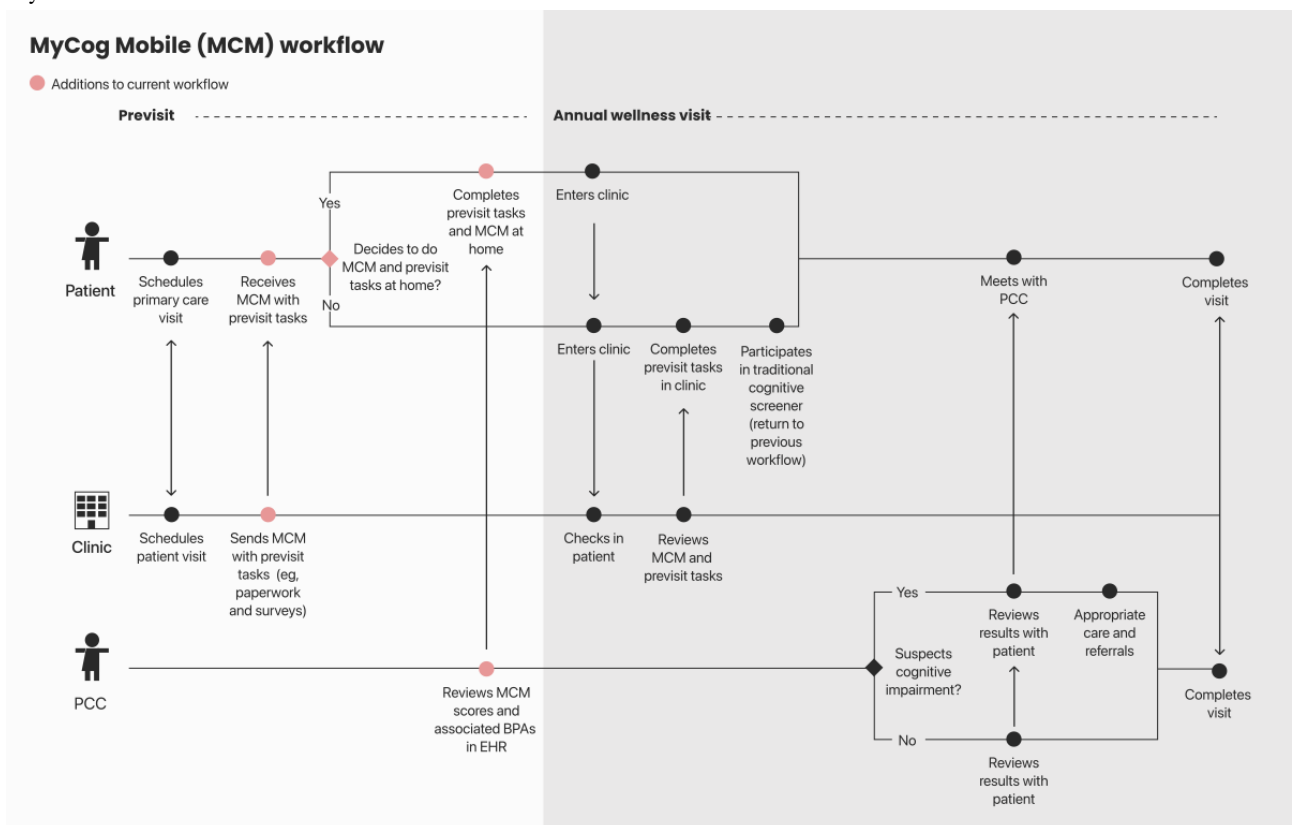 MyCog Mobile (MCM) workflow
Additions to current workflow
Previsit
Annual wellness visit
Yes
Completes
previsit tasks
and MCM at
home
Enters clinic
Patient
Schedules
primary care
visit
Receives
MCM with
previsit tasks
Decides to do
MCM and previsit
tasks at home?
No
Enters clinic
Completes
previsit tasks
in clinic
Participates
in traditional
cognitive
screener
(return to
previous
workflow)
Meets with
PCC
Completes
visit
Clinic
Schedules
patient visit
Sends MCM
with previsit
tasks (eg,
paperwork
and surveys)
Checks in
patient
Reviews
MCM and
previsit tasks
PCC
Reviews MCM
scores and
associated BPAs
in EHR
Suspects
cognitive
impairment?
Yes
Reviews
results with
patient
Appropriate
care and
referrals
No
Reviews
results with
patient
Completes
visit